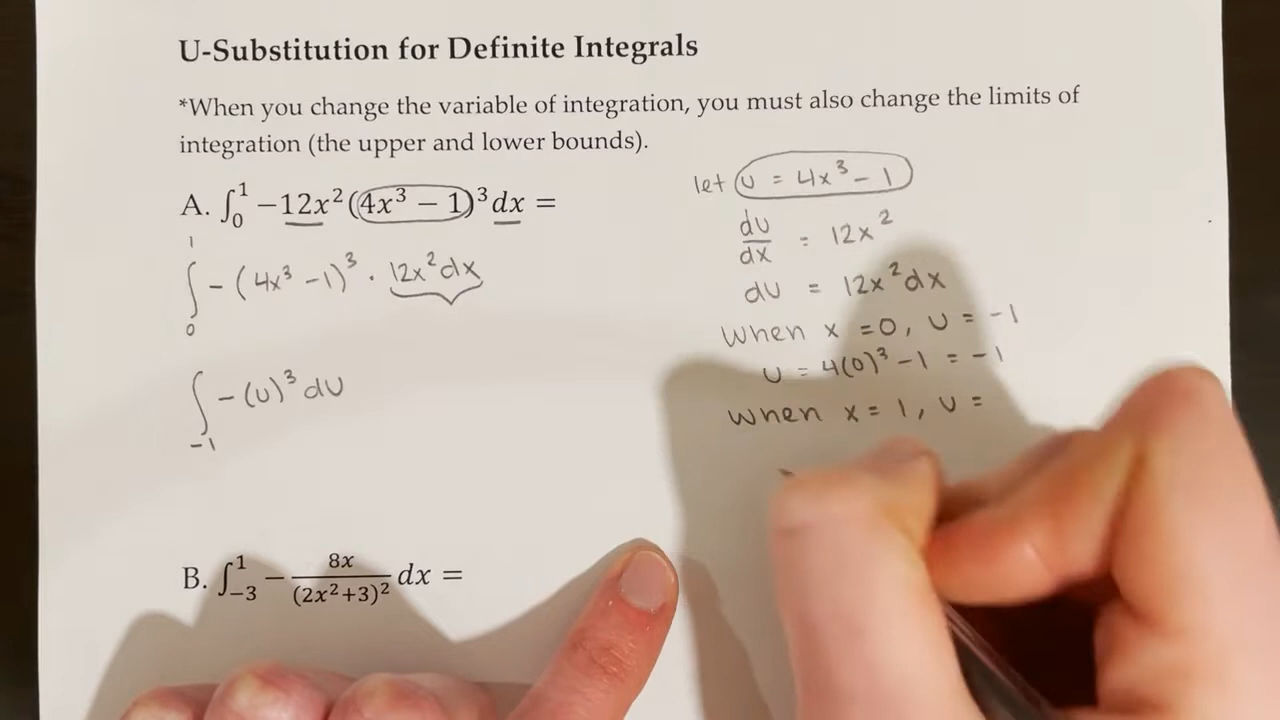 U-Substitution for Definite Integrals
*When you change the variable of integration, you must also change the limits of
integration (the upper and lower bounds).
A. ∫₀¹ −12x²(4x³ − 1)³ dx =
∫₀¹ −(4x³ −1)³ · 12x²dx
∫₋₁ −(u)³ du
let u = 4x³ − 1
du/dx = 12x²
du = 12x²dx
When x = 0, u = −1
u = 4(0)³ − 1 = −1
when x = 1, u =
B. ∫₋₃¹ − 8x/(2x²+3)² dx =